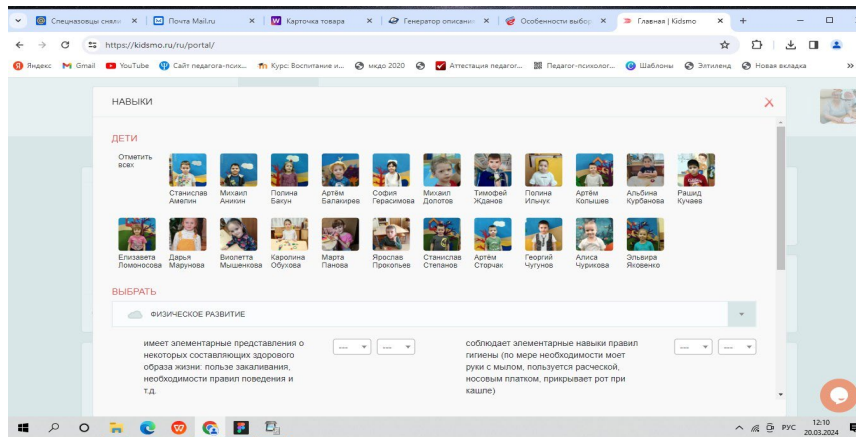 Спецназовцы сняли
Почта Mail.ru
Карточка товара
Генератор описани
Особенности выбор
Главная | Kidsmo
https://kidsmo.ru/ru/portal/
Яндекс
Gmail
YouTube
Сайт педагога-псих...
Курс: Воспитание и...
мкдо 2020
Аттестация педагог...
Педагог-психолог...
Шаблоны
Элтиленд
Новая вкладка
НАВЫКИ
ДЕТИ
Отметить
всех
Станислав Амелин
Михаил Аникин
Полина Бакун
Артём Балакирев
София Герасимова
Михаил Долотов
Тимофей Жданов
Полина Ильчук
Артём Колышев
Альбина Курбанова
Рашид Кучаев
Елизавета Ломоносова
Дарья Марунова
Виолетта Мышенкова
Каролина Обухова
Марта Панова
Ярослав Прокопьев
Станислав Степанов
Артём Сторчак
Георгий Чугунов
Алиса Чурикова
Эльвира Яковенко
ВЫБРАТЬ
ФИЗИЧЕСКОЕ РАЗВИТИЕ
имеет элементарные представления о
некоторых составляющих здорового
образа жизни: пользе закаливания,
необходимости правил поведения и
т.д.
---
---
соблюдает элементарные навыки правил
гигиены (по мере необходимости моет
руки с мылом, пользуется расческой,
носовым платком, прикрывает рот при
кашле)
---
---
РУС
12:10
20.03.2024